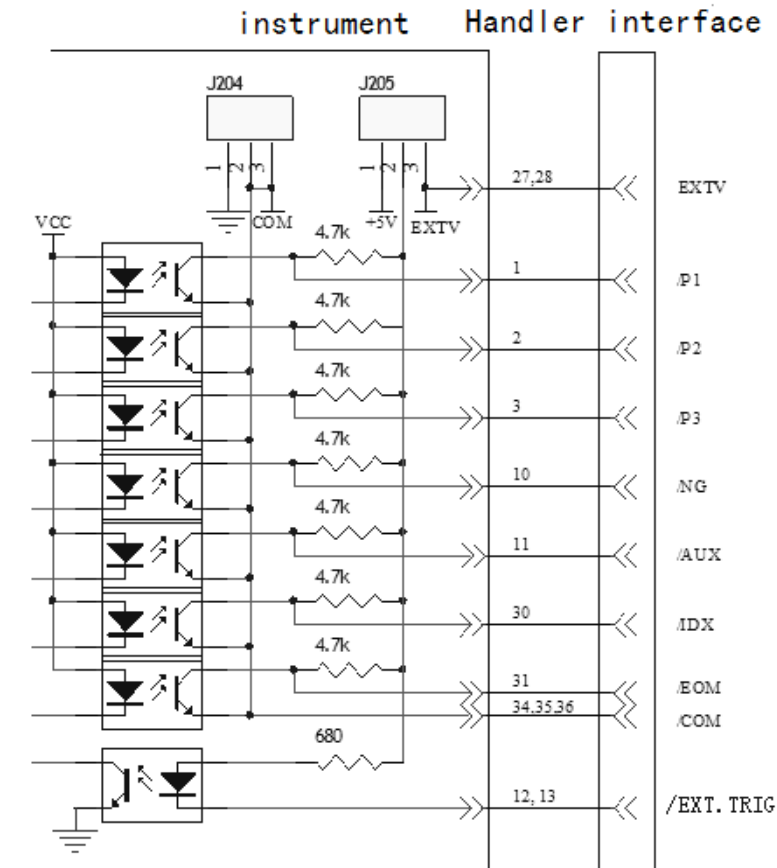 instrument Handler interface
J204 J205
1 2 3 1 2 3
27,28 EXTV
VCC COM +5V EXTV
4.7k
1 /P1
4.7k
2 /P2
4.7k
3 /P3
4.7k
10 /NG
4.7k
11 /AUX
4.7k
30 /IDX
4.7k
31 /EOM
34,35,36 /COM
680
12, 13 /EXT.TRIG